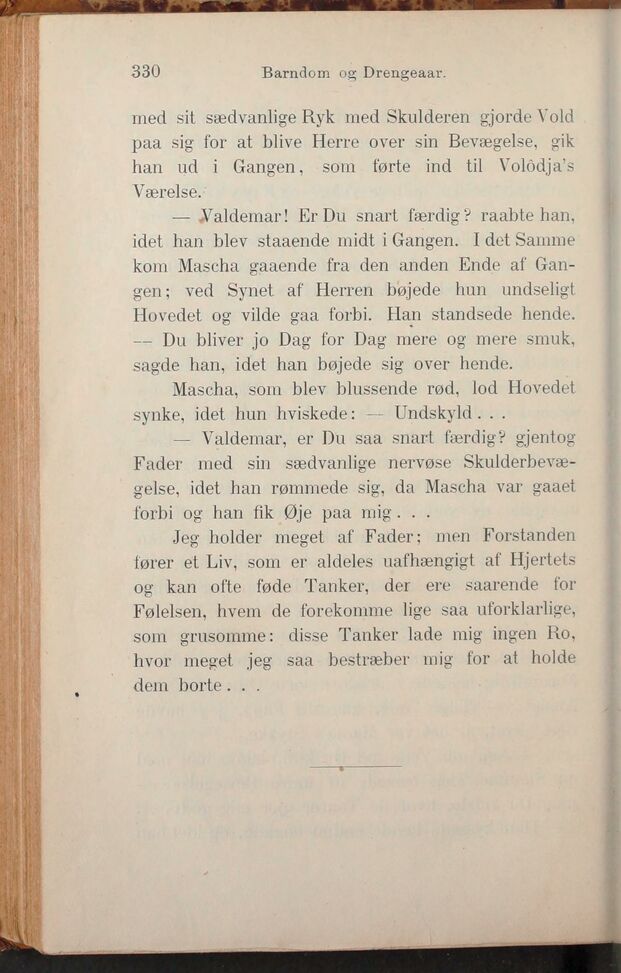 330 Barndom og Drengeaar.
med sit sædvanlige Ryk med Skulderen gjorde Vold
paa sig for at blive Herre over sin Bevægelse, gik
han ud i Gangen, som førte ind til Volódja's
Værelse.
— Valdemar! Er Du snart færdig? raabte han,
idet han blev staaende midt i Gangen. I det Samme
kom Mascha gaaende fra den anden Ende af Gan-
gen; ved Synet af Herren bøjede hun undseligt
Hovedet og vilde gaa forbi. Han standsede hende.
— Du bliver jo Dag for Dag mere og mere smuk,
sagde han, idet han bøjede sig over hende.
Mascha, som blev blussende rød, lod Hovedet
synke, idet hun hviskede: — Undskyld . . .
— Valdemar, er Du saa snart færdig? gjentog
Fader med sin sædvanlige nervøse Skulderbevæ-
gelse, idet han rømmede sig, da Mascha var gaaet
forbi og han fik Øje paa mig . . .
Jeg holder meget af Fader; men Forstanden
fører et Liv, som er aldeles uafhængigt af Hjertets
og kan ofte føde Tanker, der ere saarende for
Følelsen, hvem de forekomme lige saa uforklarlige,
som grusomme: disse Tanker lade mig ingen Ro,
hvor meget jeg saa bestræber mig for at holde
dem borte . . .